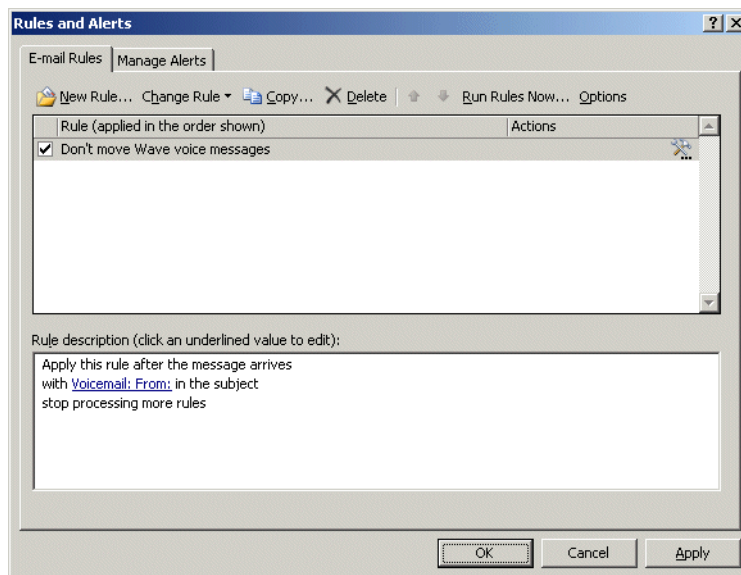 Rules and Alerts
E-mail Rules Manage Alerts
New Rule... Change Rule Copy... Delete Run Rules Now... Options
Rule (applied in the order shown) Actions
Don't move Wave voice messages
Rule description (click an underlined value to edit):
Apply this rule after the message arrives
with Voicemail: From: in the subject
stop processing more rules
OK Cancel Apply